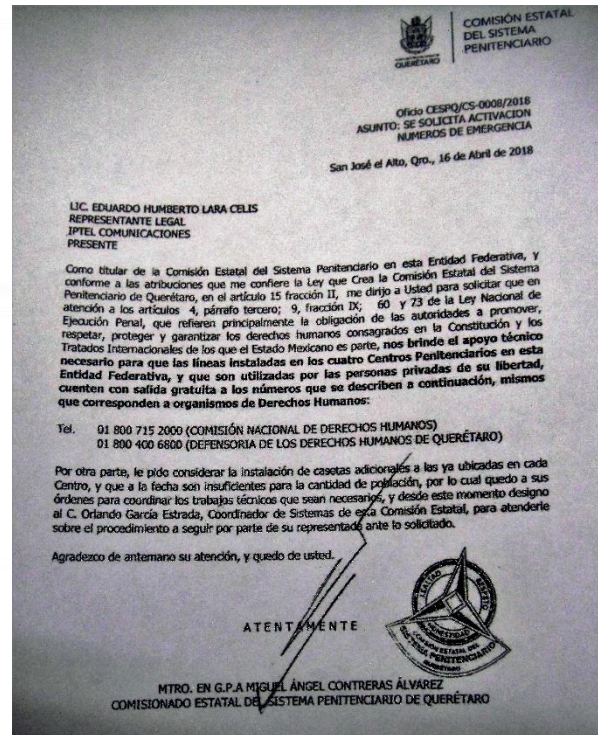 COMISIÓN ESTATAL
DEL SISTEMA
PENITENCIARIO
QUERÉTARO
Oficio CESPQ/CS-0008/2018
ASUNTO: SE SOLICITA ACTIVACION
NUMEROS DE EMERGENCIA
San José el Alto, Qro., 16 de Abril de 2018
LIC. EDUARDO HUMBERTO LARA CELIS
REPRESENTANTE LEGAL
IPTEL COMUNICACIONES
PRESENTE
Como titular de la Comisión Estatal del Sistema Penitenciario en esta Entidad Federativa, y
conforme a las atribuciones que me confiere la Ley que Crea la Comisión Estatal del Sistema
Penitenciario de Querétaro, en el artículo 15 fracción II, me dirijo a Usted para solicitar que en
atención a los artículos 4, párrafo tercero; 9, fracción IX; 60 y 73 de la Ley Nacional de
Ejecución Penal, que refieren principalmente la obligación de las autoridades a promover,
respetar, proteger y garantizar los derechos humanos consagrados en la Constitución y los
Tratados Internacionales de los que el Estado Mexicano es parte, nos brinde el apoyo técnico
necesario para que las líneas instaladas en los cuatro Centros Penitenciarios en esta
Entidad Federativa, y que son utilizadas por las personas privadas de su libertad,
cuenten con salida gratuita a los números que se describen a continuación, mismos
que corresponden a organismos de Derechos Humanos:
Tel. 01 800 715 2000 (COMISIÓN NACIONAL DE DERECHOS HUMANOS)
01 800 400 6800 (DEFENSORIA DE LOS DERECHOS HUMANOS DE QUERÉTARO)
Por otra parte, le pido considerar la instalación de casetas adicionales a las ya ubicadas en cada
Centro, y que a la fecha son insuficientes para la cantidad de población, por lo cual quedo a sus
órdenes para coordinar los trabajos técnicos que sean necesarios, y desde este momento designo
al C. Orlando García Estrada, Coordinador de Sistemas de esta Comisión Estatal, para atenderle
sobre el procedimiento a seguir por parte de su representada ante lo solicitado.
Agradezco de antemano su atención, y quedo de usted.
LEALTAD RESPETO
HONESTIDAD
COMISIÓN ESTATAL DEL
SISTEMA PENITENCIARIO
QUERÉTARO
ATENTAMENTE
MTRO. EN G.P.A MIGUEL ÁNGEL CONTRERAS ÁLVAREZ
COMISIONADO ESTATAL DEL SISTEMA PENITENCIARIO DE QUERÉTARO